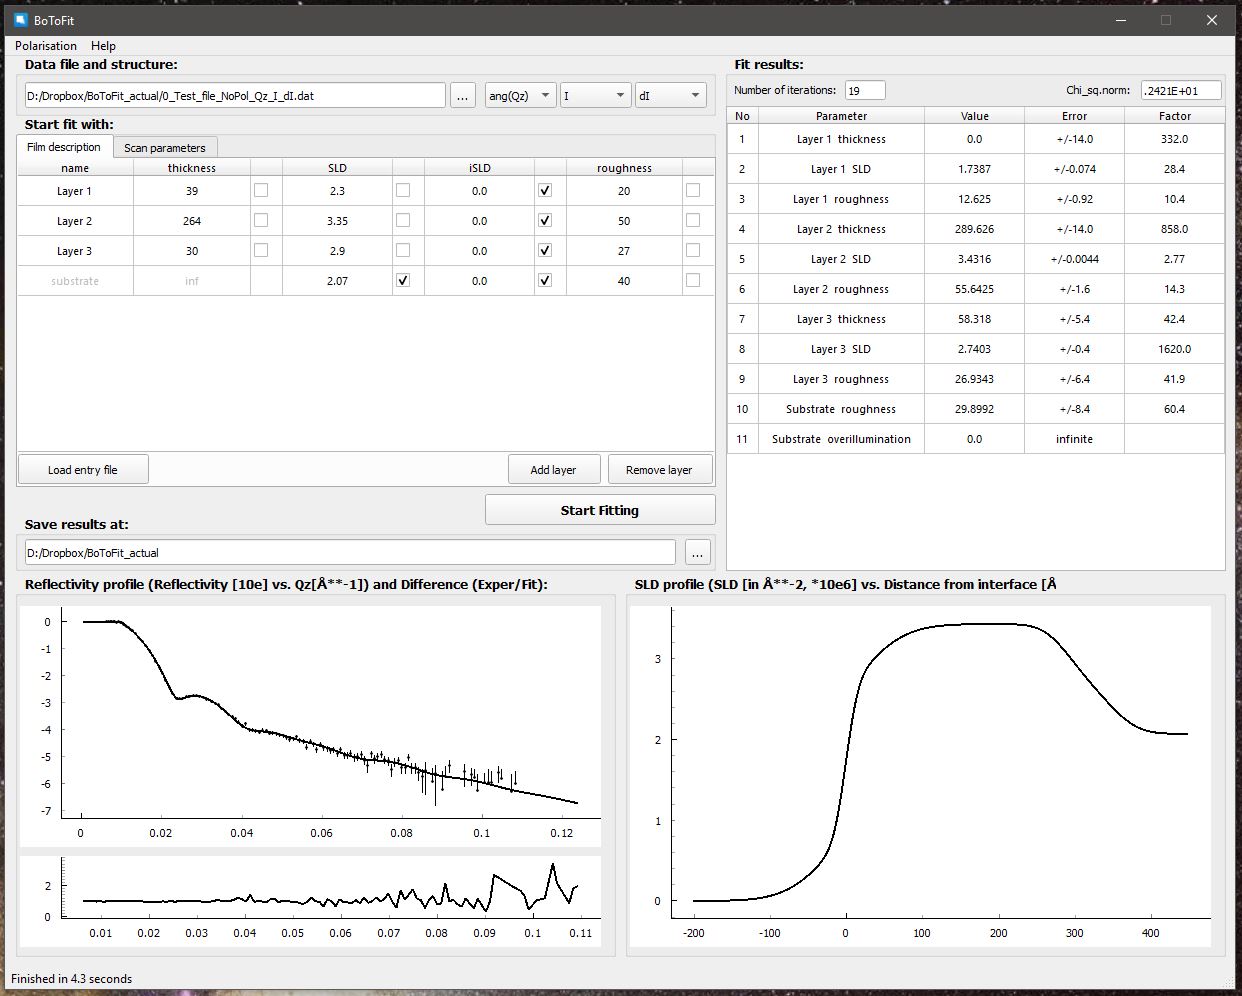 BoToFit
Polarisation Help
Data file and structure:
D:/Dropbox/BoToFit_actual/0_Test_file_NoPol_Qz_I_dI.dat ... ang(Qz) I dI
Start fit with:
Film description Scan parameters
name thickness SLD iSLD roughness
Layer 1 39 2.3 0.0 20
Layer 2 264 3.35 0.0 50
Layer 3 30 2.9 0.0 27
substrate inf 2.07 0.0 40
Load entry file Add layer Remove layer
Start Fitting
Save results at:
D:/Dropbox/BoToFit_actual ...
Fit results:
Number of iterations: 19 Chi_sq.norm: .2421E+01
No Parameter Value Error Factor
1 Layer 1 thickness 0.0 +/-14.0 332.0
2 Layer 1 SLD 1.7387 +/-0.074 28.4
3 Layer 1 roughness 12.625 +/-0.92 10.4
4 Layer 2 thickness 289.626 +/-14.0 858.0
5 Layer 2 SLD 3.4316 +/-0.0044 2.77
6 Layer 2 roughness 55.6425 +/-1.6 14.3
7 Layer 3 thickness 58.318 +/-5.4 42.4
8 Layer 3 SLD 2.7403 +/-0.4 1620.0
9 Layer 3 roughness 26.9343 +/-6.4 41.9
10 Substrate roughness 29.8992 +/-8.4 60.4
11 Substrate overillumination 0.0 infinite
Reflectivity profile (Reflectivity [10e] vs. Qz[Å**-1]) and Difference (Exper/Fit):
0
-1
-2
-3
-4
-5
-6
-7
0 0.02 0.04 0.06 0.08 0.1 0.12
2
0
0.01 0.02 0.03 0.04 0.05 0.06 0.07 0.08 0.09 0.1 0.11
SLD profile (SLD [in Å**-2, *10e6] vs. Distance from interface [Å
3
2
1
0
-200 -100 0 100 200 300 400
Finished in 4.3 seconds